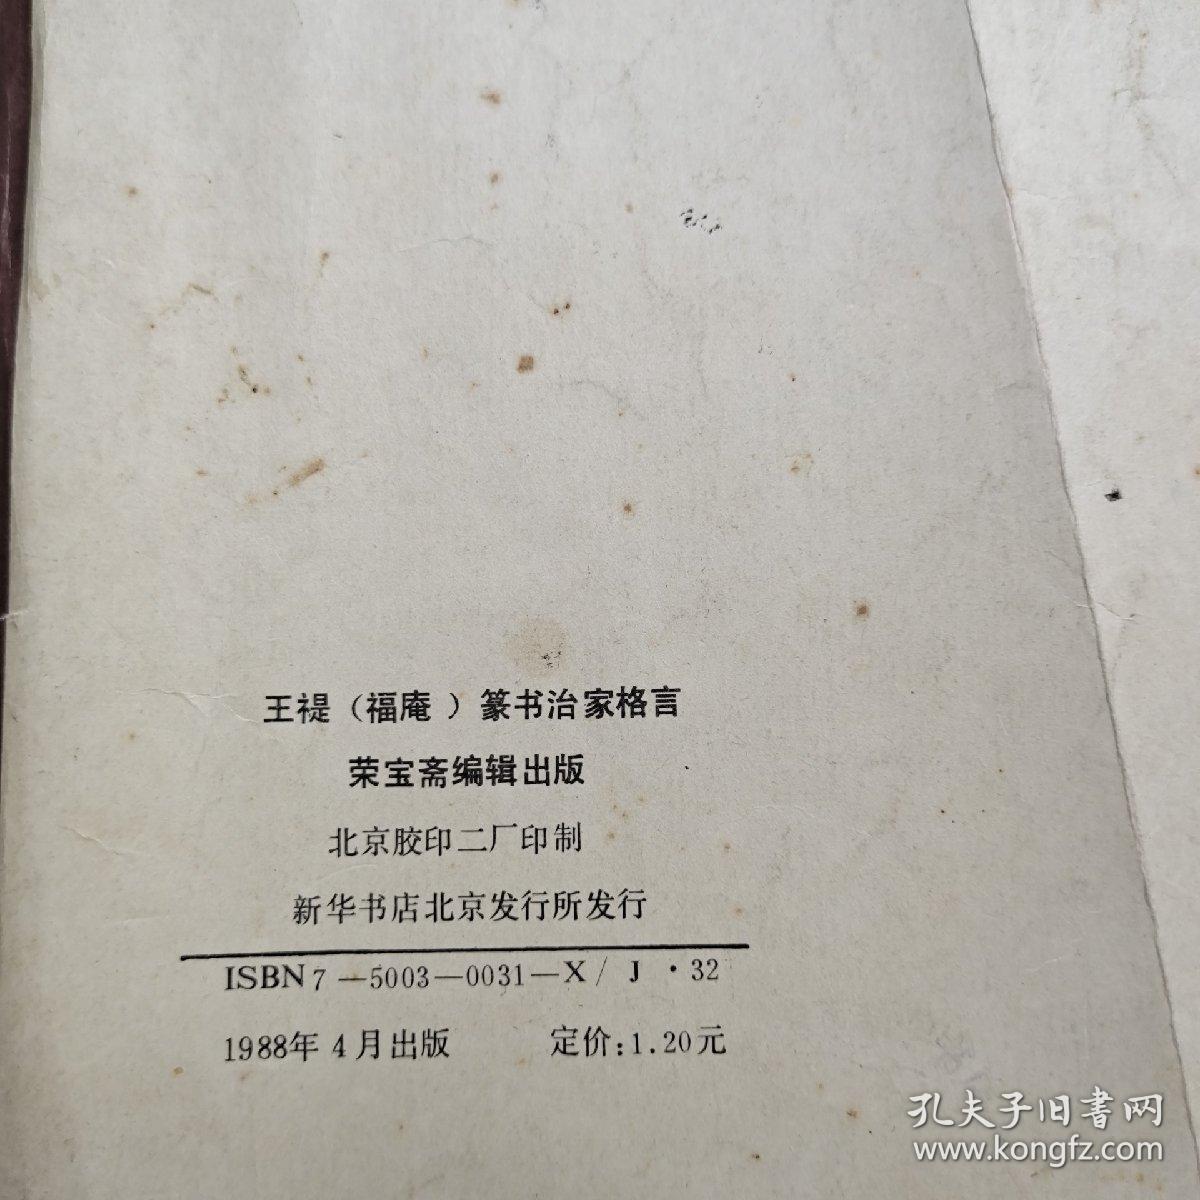 王禔（福庵）篆书治家格言
荣宝斋编辑出版
北京胶印二厂印制
新华书店北京发行所发行
ISBN7—5003—0031—X/J·32
1988年4月出版 定价:1.20元
孔夫子旧書网
www.kongfz.com